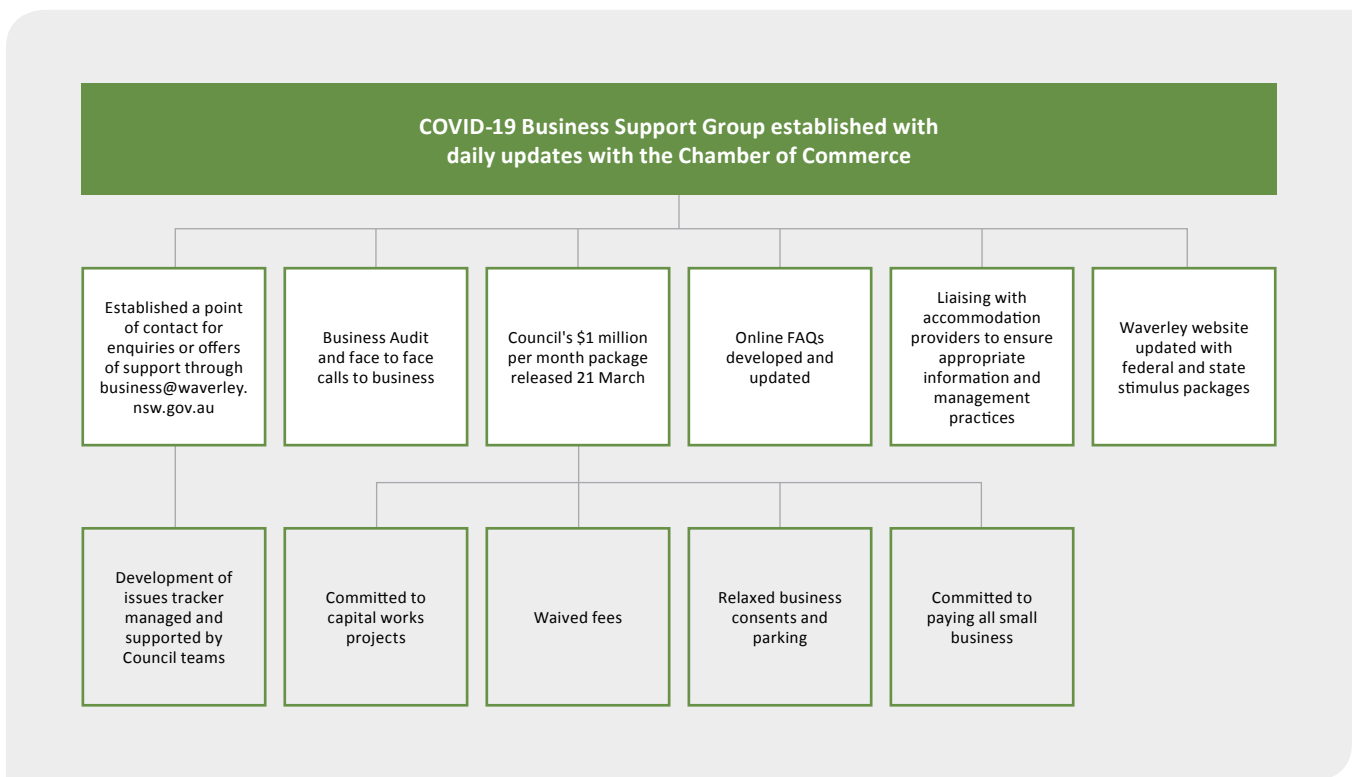 COVID-19 Business Support Group established with
daily updates with the Chamber of Commerce
Established a point
of contact for
enquiries or offers
of support through
business@waverley.
nsw.gov.au
Business Audit
and face to face
calls to business
Council's $1 million
per month package
released 21 March
Online FAQs
developed and
updated
Liaising with
accommodation
providers to ensure
appropriate
information and
management
practices
Waverley website
updated with
federal and state
stimulus packages
Development of
issues tracker
managed and
supported by
Council teams
Committed to
capital works
projects
Waived fees
Relaxed business
consents and
parking
Committed to
paying all small
business